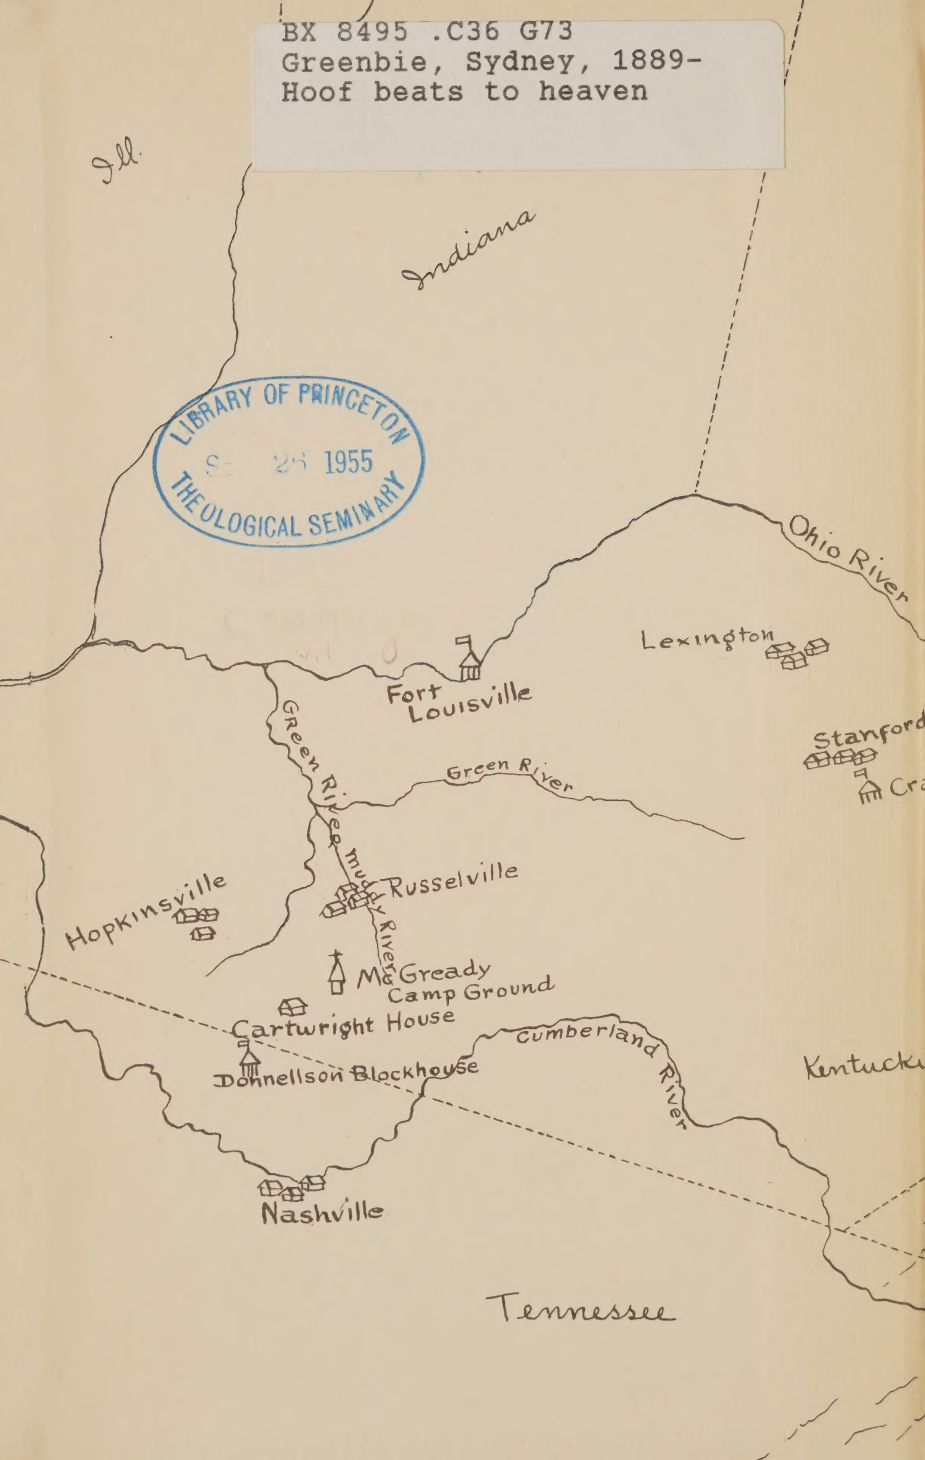 BX 8495 .C36 G73
Greenbie, Sydney, 1889-
Hoof beats to heaven
Ill.
Indiana
LIBRARY OF PRINCETON
1955
THEOLOGICAL SEMINARY
Ohio River
Lexington
Fort
Louisville
Stanford
Green River
Green River
Muddy River
Russelville
Hopkinsville
McGready
Camp Ground
Cartwright House
Donnellson Blockhouse
Cumberland River
Kentucky
Nashville
Tennessee